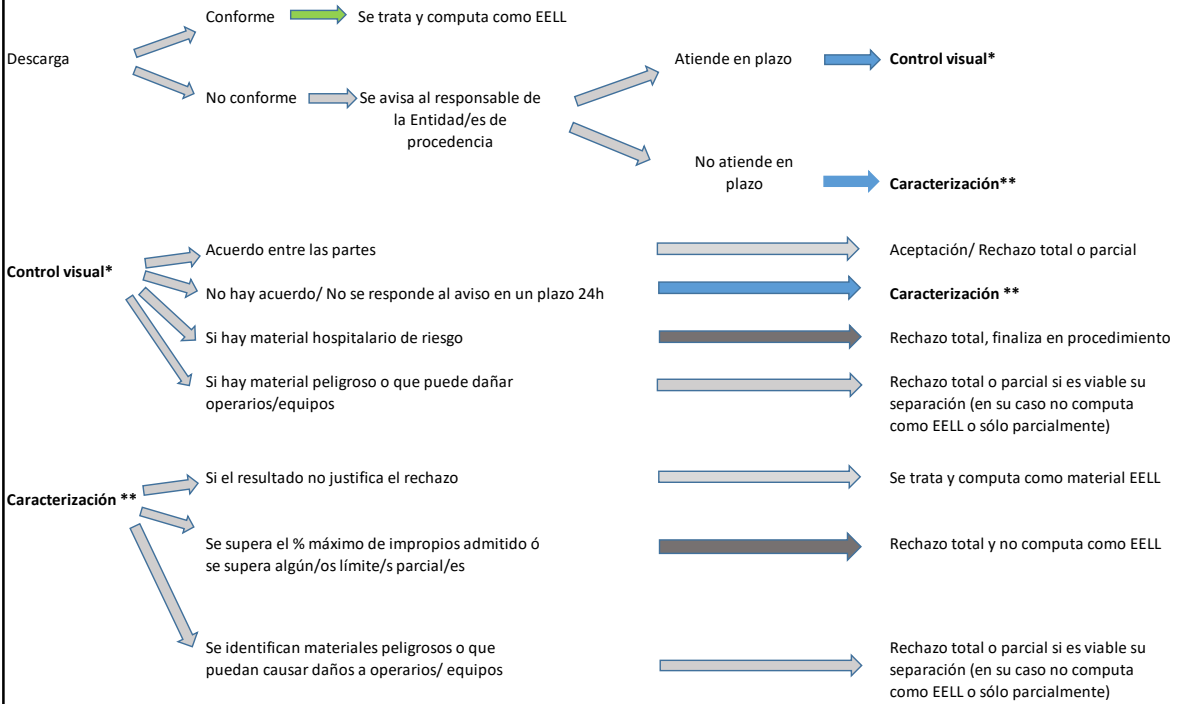 Conforme
Se trata y computa como EELL
Descarga
Atiende en plazo
Control visual*
No conforme
Se avisa al responsable de
la Entidad/es de
procedencia
No atiende en
plazo
Caracterización**
Control visual*
Acuerdo entre las partes
Aceptación/ Rechazo total o parcial
No hay acuerdo/ No se responde al aviso en un plazo 24h
Caracterización **
Si hay material hospitalario de riesgo
Rechazo total, finaliza en procedimiento
Si hay material peligroso o que puede dañar
operarios/equipos
Rechazo total o parcial si es viable su
separación (en su caso no computa
como EELL o sólo parcialmente)
Caracterización **
Si el resultado no justifica el rechazo
Se trata y computa como material EELL
Se supera el % máximo de impropios admitido ó
se supera algún/os límite/s parcial/es
Rechazo total y no computa como EELL
Se identifican materiales peligrosos o que
puedan causar daños a operarios/ equipos
Rechazo total o parcial si es viable su
separación (en su caso no computa
como EELL o sólo parcialmente)